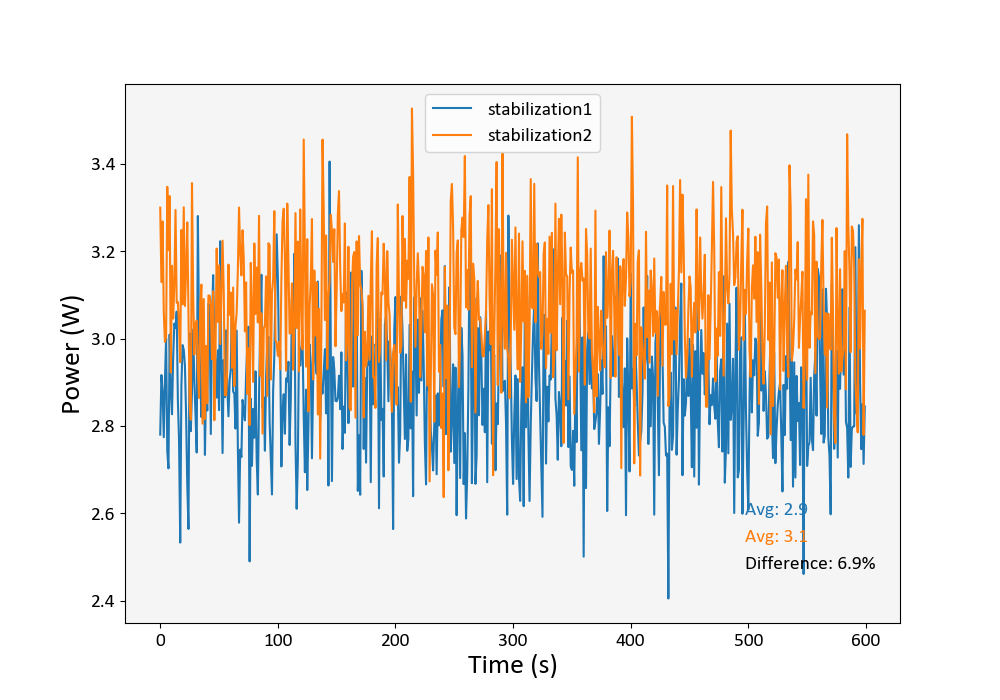 stabilization1
stabilization2
Power (W)
3.4
3.2
3.0
2.8
2.6
2.4
Avg: 2.9
Avg: 3.1
Difference: 6.9%
0 100 200 300 400 500 600
Time (s)